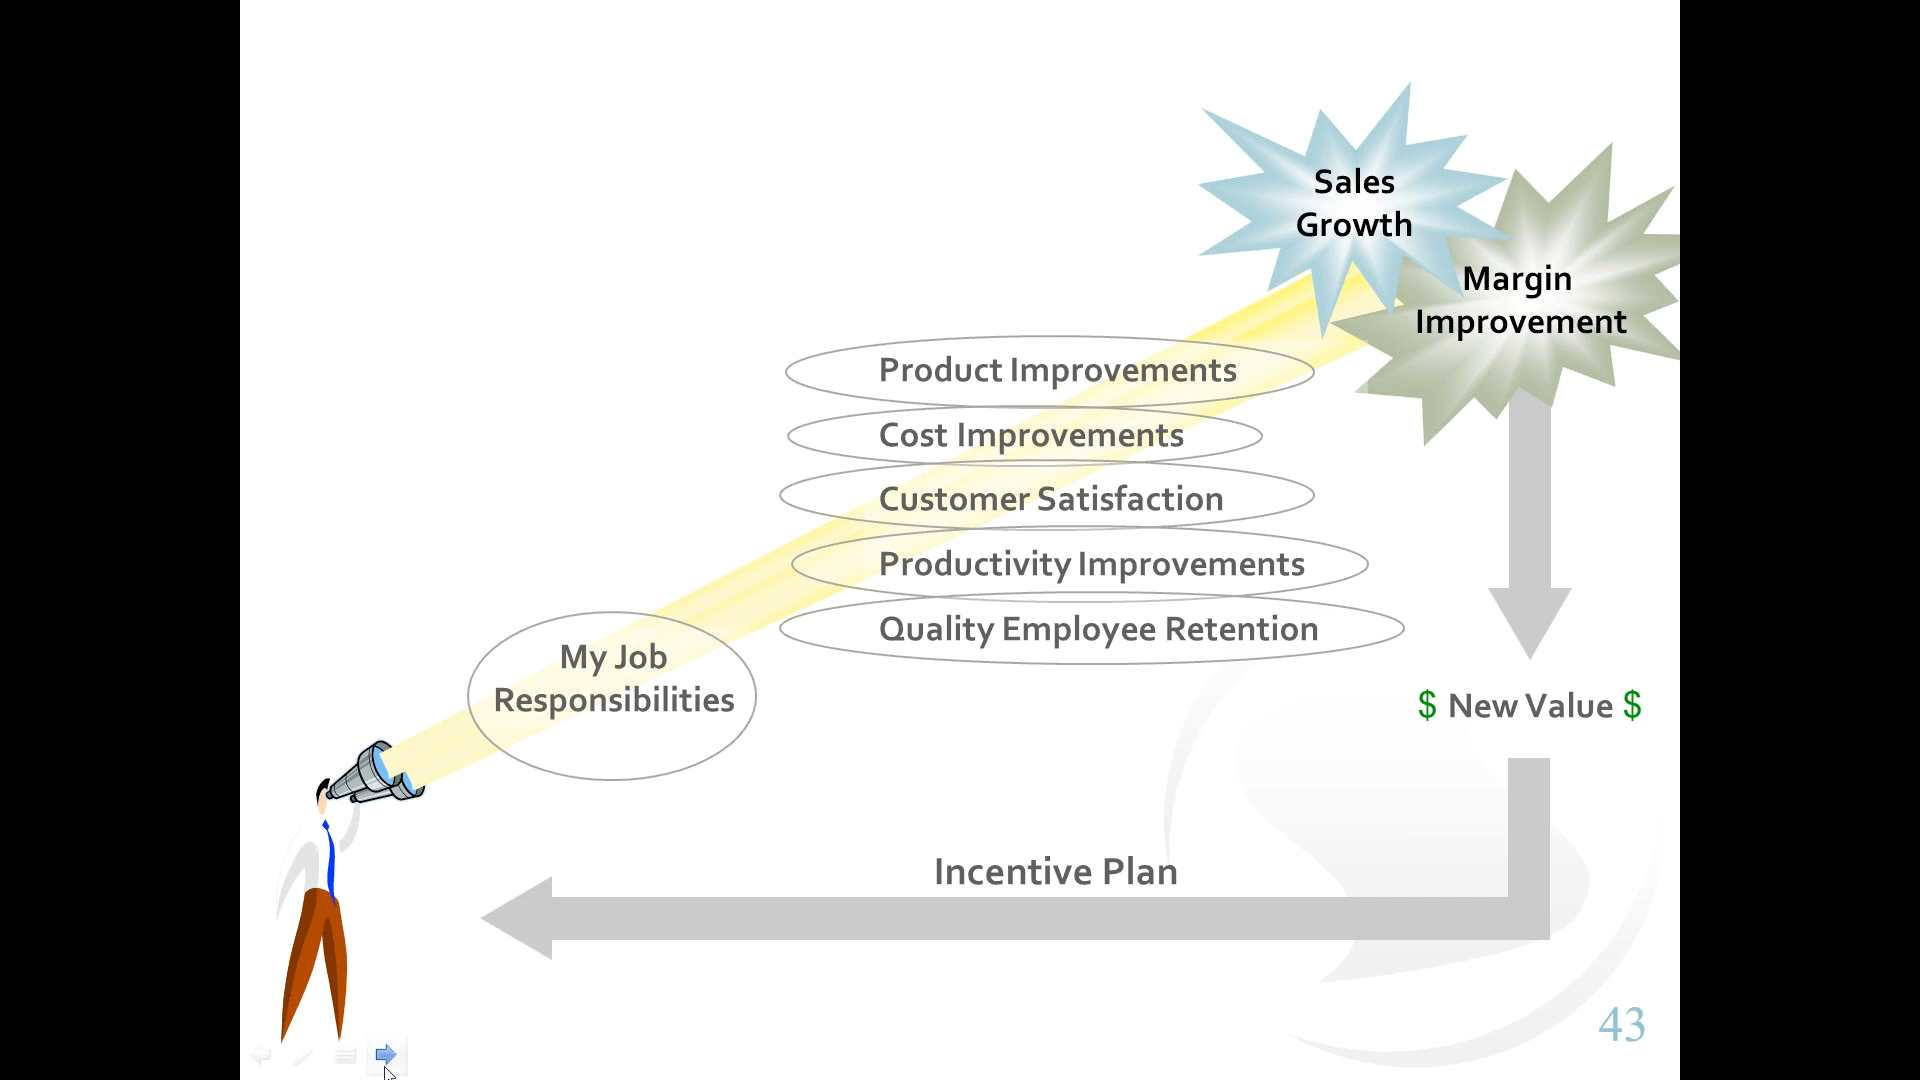 Sales
Growth
Margin
Improvement
Product Improvements
Cost Improvements
Customer Satisfaction
Productivity Improvements
Quality Employee Retention
My Job
Responsibilities
$ New Value $
Incentive Plan
43